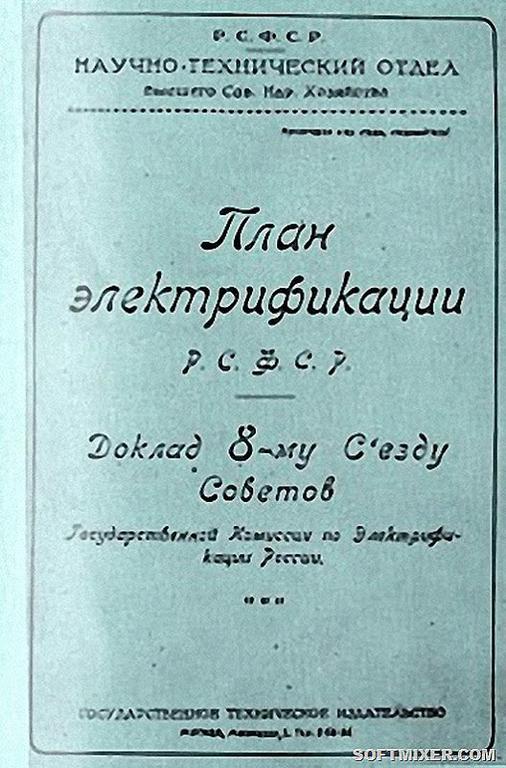 Р. С. Ф. С. Р.
НАУЧНО-ТЕХНИЧЕСКИЙ ОТДЕЛ
Высшего Сов. Нар. Хозяйства
План
электрификации
Р. С. Ф. С. Р.
Доклад 8-му С'езду
Советов
Государственной Комиссии по Электрифи-
кации России.
ГОСУДАРСТВЕННОЕ ТЕХНИЧЕСКОЕ ИЗДАТЕЛЬСТВО
SOFTMIXER.COM